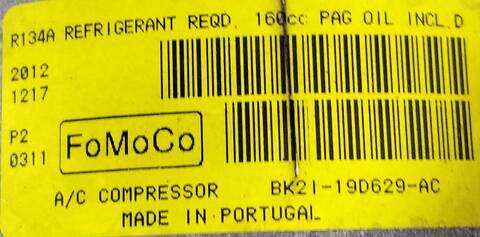 R134A REFRIGERANT REQD. 160cc PAG OIL INCL.D
2012
1217
P2
0311
FoMoCo
A/C COMPRESSOR BK21-19D629-AC
MADE IN PORTUGAL